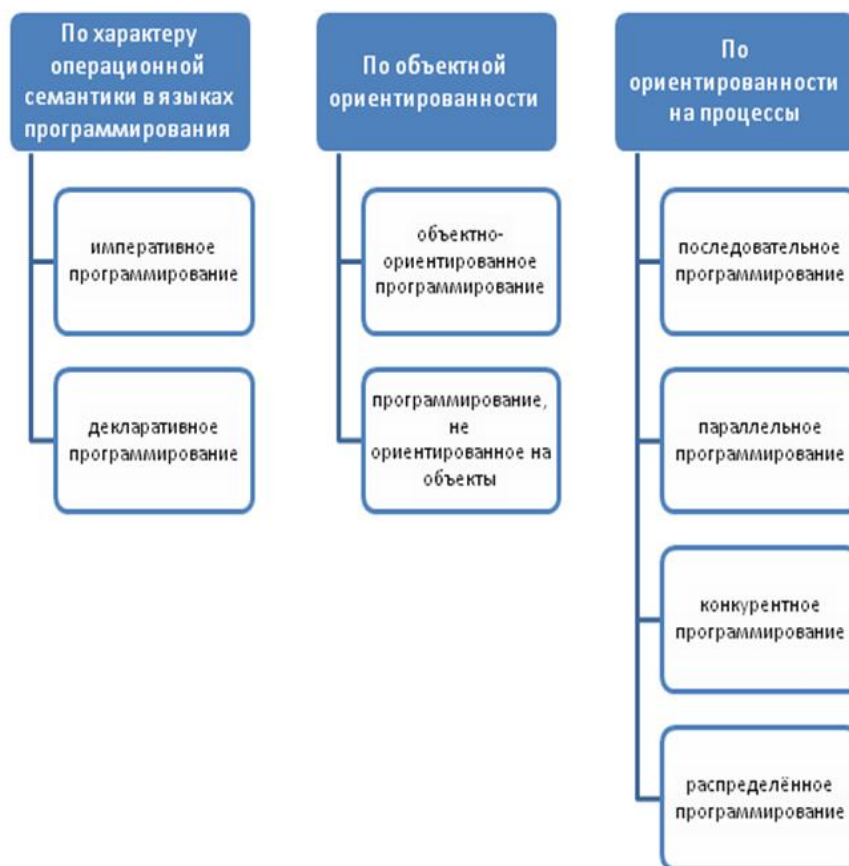 По характеру
операционной
семантики в языках
программирования
императивное
программирование
декларативное
программирование
По объектной
ориентированности
объектно-
ориентированное
программирование
программирование,
не
ориентированное на
объекты
По
ориентированности
на процессы
последовательное
программирование
параллельное
программирование
конкурентное
программирование
распределённое
программирование